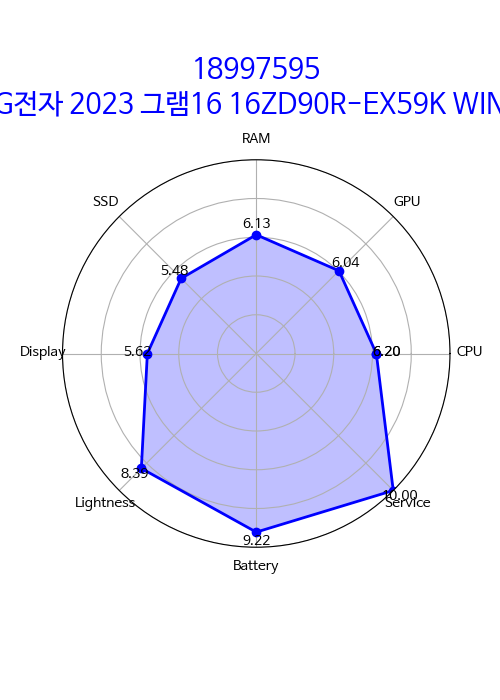 18997595
G전자 2023 그램16 16ZD90R-EX59K WIN
RAM
SSD
GPU
6.13
5.48
6.04
Display
5.62
6.20
CPU
8.39
Lightness
10.00
Service
9.22
Battery